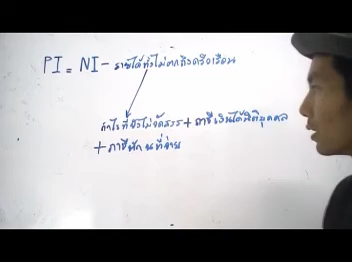 PI = NI - รายได้ที่ไม่ตกถึงครัวเรือน
กำไรที่ยังไม่จัดสรร + ภาษีเงินได้นิติบุคคล
+ ภาษี